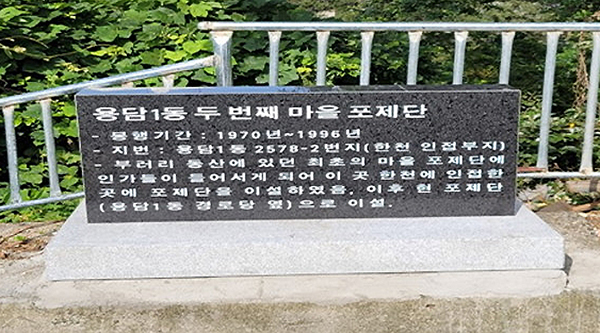 용담1동 두 번째 마을 포제단
- 봉행기간 : 1970년~1996년
- 지번 : 용담1동 2578-2번지(한천 인접부지)
- 부러리 동산에 있던 최초의 마을 포제단에
인가들이 들어서게 되어 이 곳 한천에 인접한
곳에 포제단을 이설하였음. 이후 현 포제단
(용담1동 경로당 옆)으로 이설.